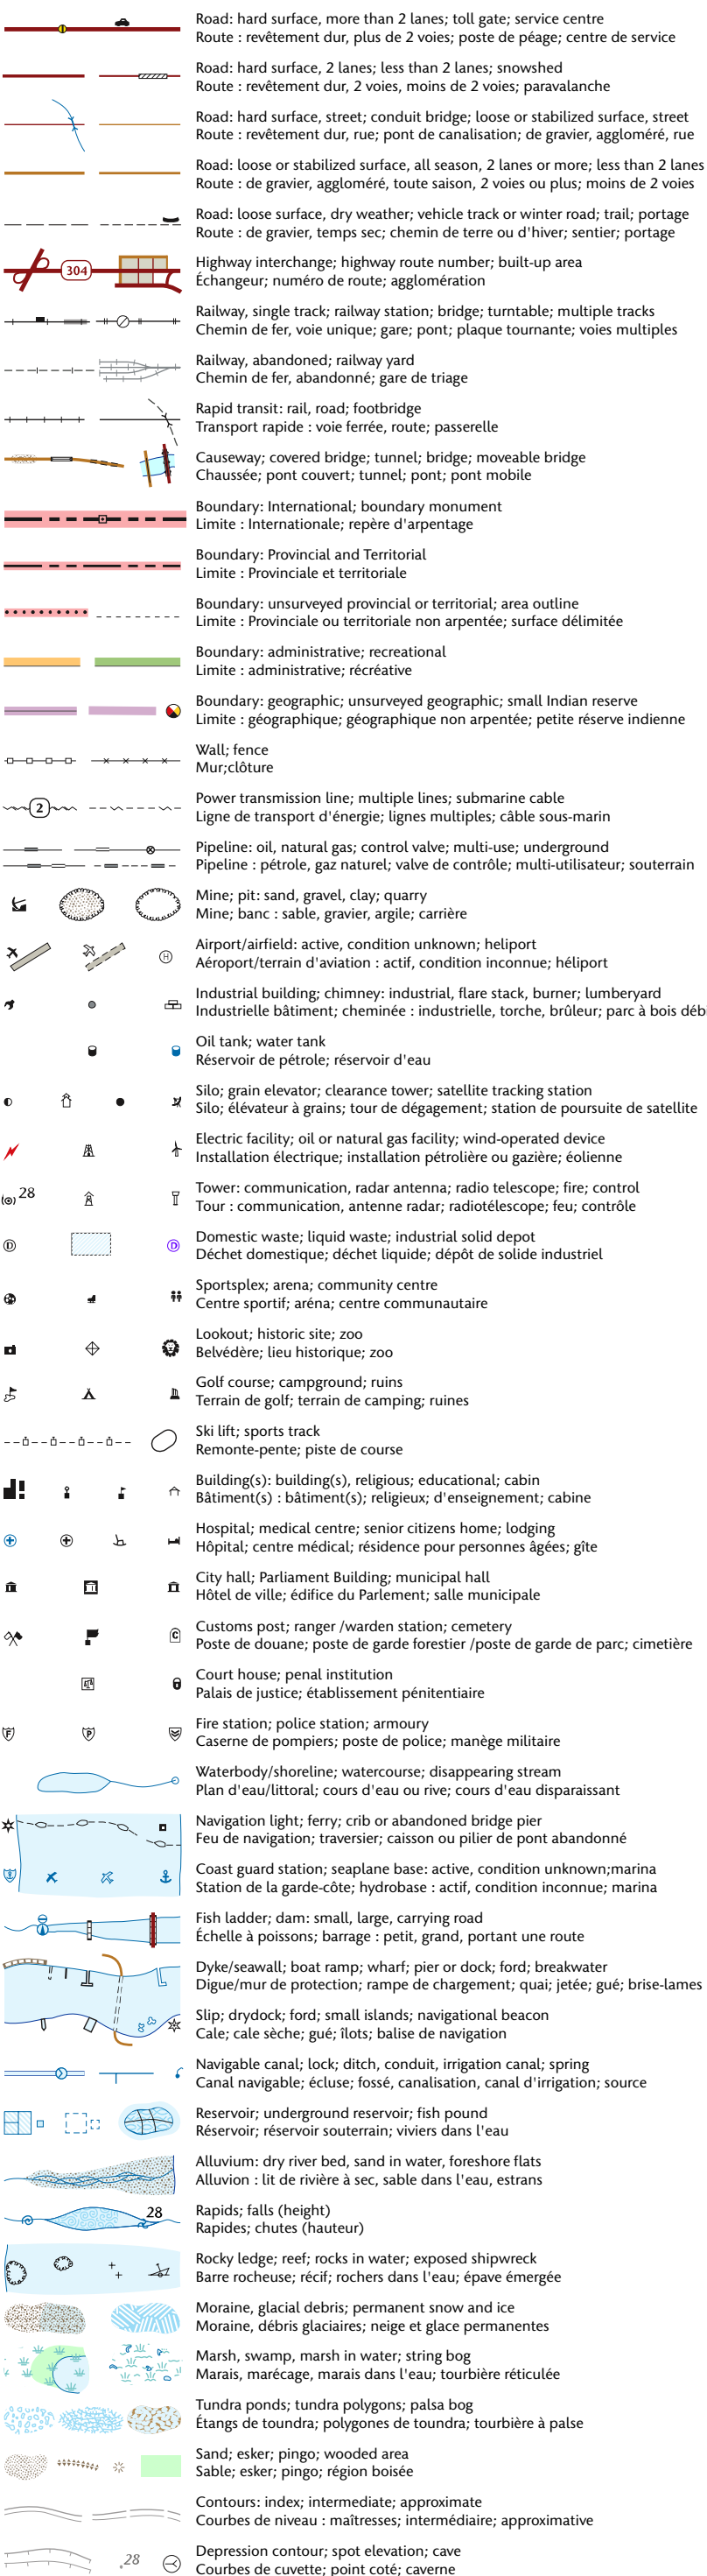 Road: hard surface, more than 2 lanes; toll gate; service centre
Route : revêtement dur, plus de 2 voies; poste de péage; centre de service
Road: hard surface, 2 lanes; less than 2 lanes; snowshed
Route : revêtement dur, 2 voies, moins de 2 voies; paravalanche
Road: hard surface, street; conduit bridge; loose or stabilized surface, street
Route : revêtement dur, rue; pont de canalisation; de gravier, aggloméré, rue
Road: loose or stabilized surface, all season, 2 lanes or more; less than 2 lanes
Route : de gravier, aggloméré, toute saison, 2 voies ou plus; moins de 2 voies
Road: loose surface, dry weather; vehicle track or winter road; trail; portage
Route : de gravier, temps sec; chemin de terre ou d'hiver; sentier; portage
304
Highway interchange; highway route number; built-up area
Échangeur; numéro de route; agglomération
Railway, single track; railway station; bridge; turntable; multiple tracks
Chemin de fer, voie unique; gare; pont; plaque tournante; voies multiples
Railway, abandoned; railway yard
Chemin de fer, abandonné; gare de triage
Rapid transit: rail, road; footbridge
Transport rapide : voie ferrée, route; passerelle
Causeway; covered bridge; tunnel; bridge; moveable bridge
Chaussée; pont couvert; tunnel; pont; pont mobile
Boundary: International; boundary monument
Limite : Internationale; repère d'arpentage
Boundary: Provincial and Territorial
Limite : Provinciale et territoriale
Boundary: unsurveyed provincial or territorial; area outline
Limite : Provinciale ou territoriale non arpentée; surface délimitée
Boundary: administrative; recreational
Limite : administrative; récréative
Boundary: geographic; unsurveyed geographic; small Indian reserve
Limite : géographique; géographique non arpentée; petite réserve indienne
Wall; fence
Mur;clôture
2
Power transmission line; multiple lines; submarine cable
Ligne de transport d'énergie; lignes multiples; câble sous-marin
Pipeline: oil, natural gas; control valve; multi-use; underground
Pipeline : pétrole, gaz naturel; valve de contrôle; multi-utilisateur; souterrain
Mine; pit: sand, gravel, clay; quarry
Mine; banc : sable, gravier, argile; carrière
H
Airport/airfield: active, condition unknown; heliport
Aéroport/terrain d'aviation : actif, condition inconnue; héliport
Industrial building; chimney: industrial, flare stack, burner; lumberyard
Industrielle bâtiment; cheminée : industrielle, torche, brûleur; parc à bois déb
Oil tank; water tank
Réservoir de pétrole; réservoir d'eau
Silo; grain elevator; clearance tower; satellite tracking station
Silo; élévateur à grains; tour de dégagement; station de poursuite de satellite
Electric facility; oil or natural gas facility; wind-operated device
Installation électrique; installation pétrolière ou gazière; éolienne
28
Tower: communication, radar antenna; radio telescope; fire; control
Tour : communication, antenne radar; radiotélescope; feu; contrôle
D D
Domestic waste; liquid waste; industrial solid depot
Déchet domestique; déchet liquide; dépôt de solide industriel
Sportsplex; arena; community centre
Centre sportif; aréna; centre communautaire
Lookout; historic site; zoo
Belvédère; lieu historique; zoo
Golf course; campground; ruins
Terrain de golf; terrain de camping; ruines
Ski lift; sports track
Remonte-pente; piste de course
Building(s): building(s), religious; educational; cabin
Bâtiment(s) : bâtiment(s); religieux; d'enseignement; cabine
Hospital; medical centre; senior citizens home; lodging
Hôpital; centre médical; résidence pour personnes âgées; gîte
City hall; Parliament Building; municipal hall
Hôtel de ville; édifice du Parlement; salle municipale
C
Customs post; ranger /warden station; cemetery
Poste de douane; poste de garde forestier /poste de garde de parc; cimetière
Court house; penal institution
Palais de justice; établissement pénitentiaire
F P
Fire station; police station; armoury
Caserne de pompiers; poste de police; manège militaire
Waterbody/shoreline; watercourse; disappearing stream
Plan d'eau/littoral; cours d'eau ou rive; cours d'eau disparaissant
Navigation light; ferry; crib or abandoned bridge pier
Feu de navigation; traversier; caisson ou pilier de pont abandonné
Coast guard station; seaplane base: active, condition unknown;marina
Station de la garde-côte; hydrobase : actif, condition inconnue; marina
Fish ladder; dam: small, large, carrying road
Échelle à poissons; barrage : petit, grand, portant une route
Dyke/seawall; boat ramp; wharf; pier or dock; ford; breakwater
Digue/mur de protection; rampe de chargement; quai; jetée; gué; brise-lames
Slip; drydock; ford; small islands; navigational beacon
Cale; cale sèche; gué; îlots; balise de navigation
Navigable canal; lock; ditch, conduit, irrigation canal; spring
Canal navigable; écluse; fossé, canalisation, canal d'irrigation; source
Reservoir; underground reservoir; fish pound
Réservoir; réservoir souterrain; viviers dans l'eau
Alluvium: dry river bed, sand in water, foreshore flats
Alluvion : lit de rivière à sec, sable dans l'eau, estrans
28
Rapids; falls (height)
Rapides; chutes (hauteur)
Rocky ledge; reef; rocks in water; exposed shipwreck
Barre rocheuse; récif; rochers dans l'eau; épave émergée
Moraine, glacial debris; permanent snow and ice
Moraine, débris glaciaires; neige et glace permanentes
Marsh, swamp, marsh in water; string bog
Marais, marécage, marais dans l'eau; tourbière réticulée
Tundra ponds; tundra polygons; palsa bog
Étangs de toundra; polygones de toundra; tourbière à palse
Sand; esker; pingo; wooded area
Sable; esker; pingo; région boisée
Contours: index; intermediate; approximate
Courbes de niveau : maîtresses; intermédiaire; approximative
.28
Depression contour; spot elevation; cave
Courbes de cuvette; point coté; caverne